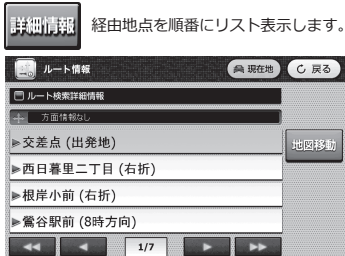 詳細情報 経由地点を順番にリスト表示します。
ルート情報 現在地 戻る
ルート検索詳細情報
方面情報なし
▶交差点 (出発地)
地図移動
▶西日暮里二丁目 (右折)
▶根岸小前 (右折)
▶鶯谷駅前 (8時方向)
1/7